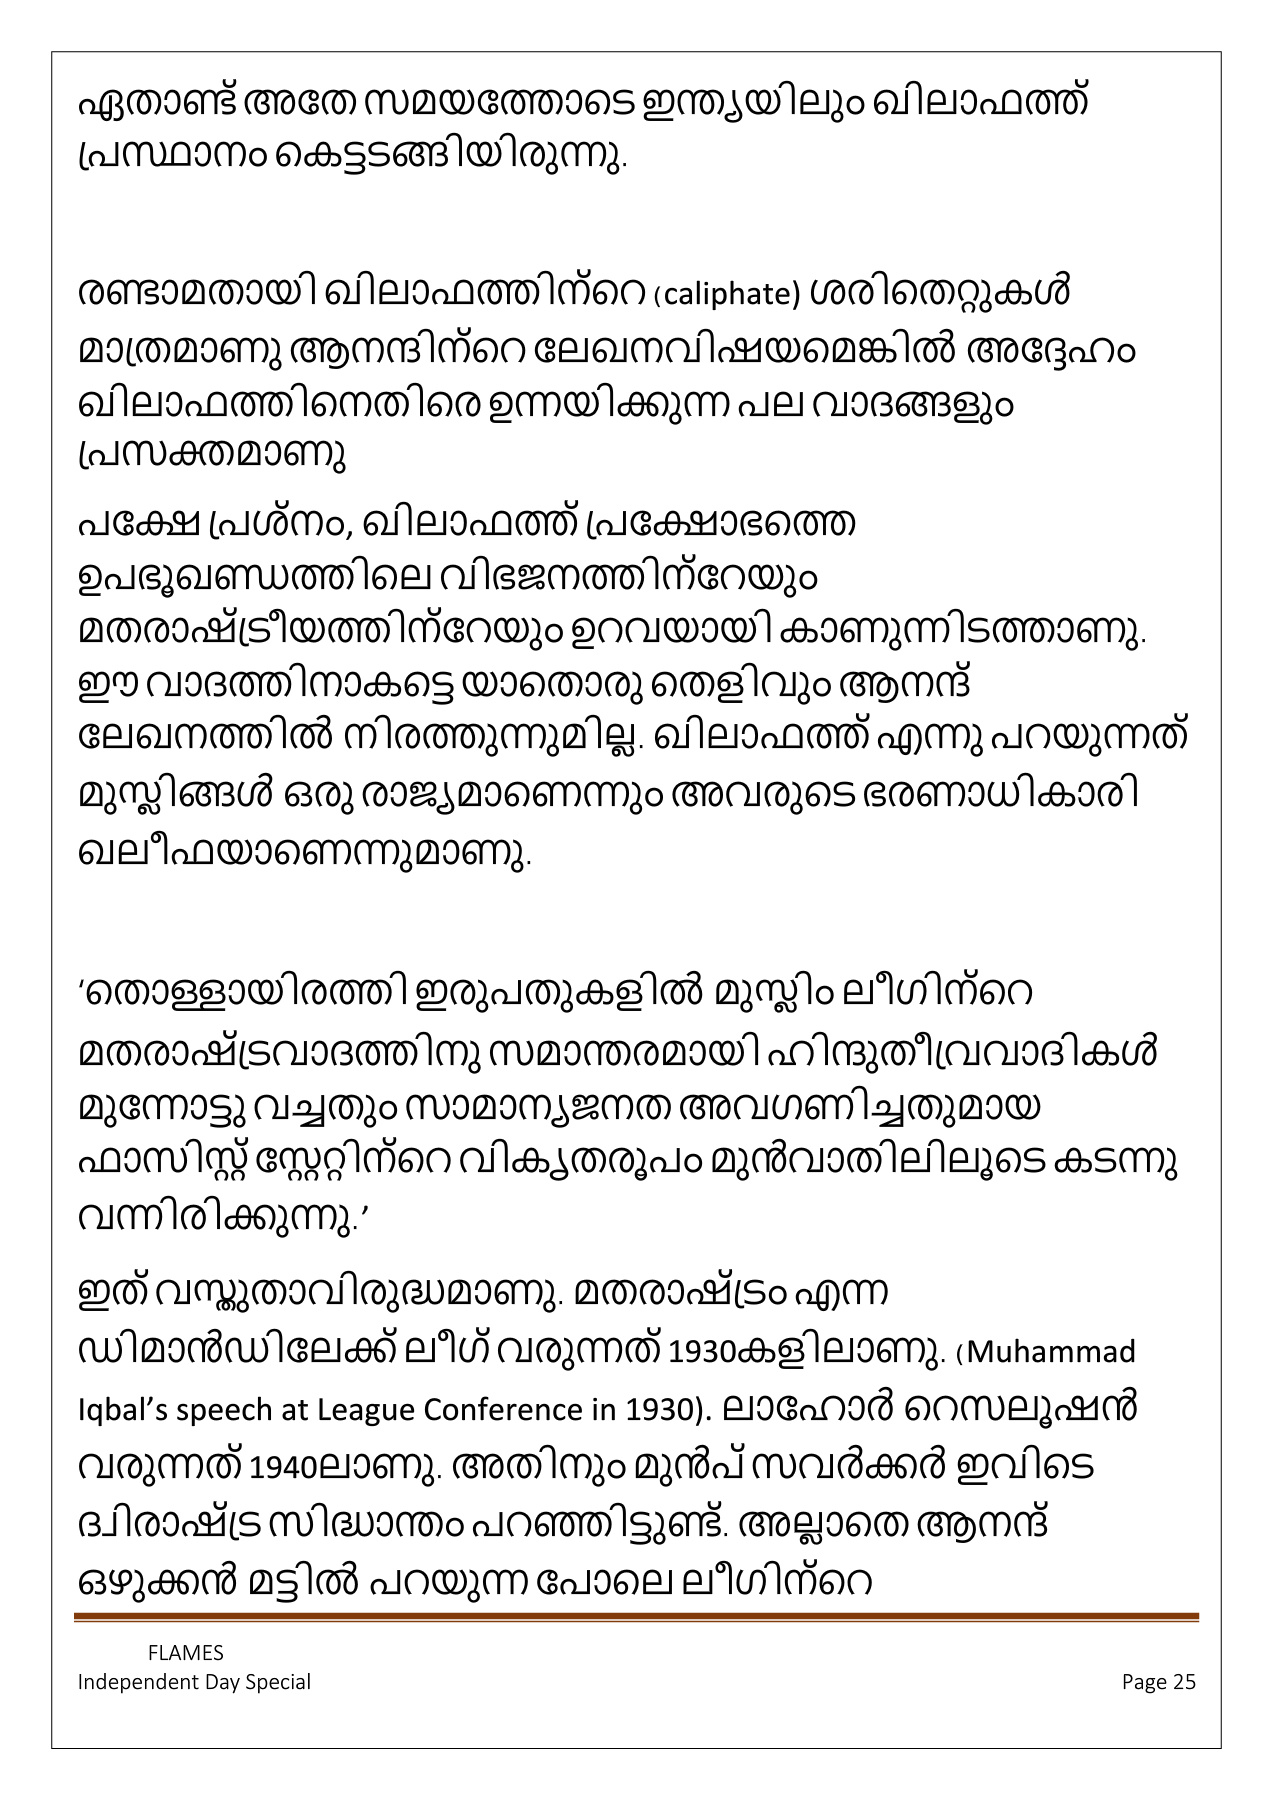 ഏതാണ്ട് അതേ സമയത്തോടെ ഇന്ത്യയിലും ഖിലാഫത്ത്
പ്രസ്ഥാനം കെട്ടടങ്ങിയിരുന്നു.
രണ്ടാമതായി ഖിലാഫത്തിന്റെ (caliphate) ശരിതെറ്റുകൾ
മാത്രമാണു ആനന്ദിന്റെ ലേഖനവിഷയമെങ്കിൽ അദ്ദേഹം
ഖിലാഫത്തിനെതിരെ ഉന്നയിക്കുന്ന പല വാദങ്ങളും
പ്രസക്തമാണു
പക്ഷേ പ്രശ്നം, ഖിലാഫത്ത് പ്രക്ഷോഭത്തെ
ഉപഭൂഖണ്ഡത്തിലെ വിഭജനത്തിന്റേയും
മതരാഷ്ട്രീയത്തിന്റേയും ഉറവയായി കാണുന്നിടത്താണു.
ഈ വാദത്തിനാകട്ടെ യാതൊരു തെളിവും ആനന്ദ്
ലേഖനത്തിൽ നിരത്തുന്നുമില്ല. ഖിലാഫത്ത് എന്നു പറയുന്നത്
മുസ്ലിങ്ങൾ ഒരു രാജ്യമാണെന്നും അവരുടെ ഭരണാധികാരി
ഖലീഫയാണെന്നുമാണു.
‘തൊള്ളായിരത്തി ഇരുപതുകളിൽ മുസ്ലിം ലീഗിന്റെ
മതരാഷ്ട്രവാദത്തിനു സമാന്തരമായി ഹിന്ദുതീവ്രവാദികൾ
മുന്നോട്ടു വച്ചതും സാമാന്യജനത അവഗണിച്ചതുമായ
ഫാസിസ്റ്റ് സ്റ്റേറ്റിന്റെ വികൃതരൂപം മുൻവാതിലിലൂടെ കടന്നു
വന്നിരിക്കുന്നു.’
ഇത് വസ്തുതാവിരുദ്ധമാണു. മതരാഷ്ട്രം എന്ന
ഡിമാൻഡിലേക്ക് ലീഗ് വരുന്നത് 1930കളിലാണു. (Muhammad
Iqbal’s speech at League Conference in 1930). ലാഹോർ റെസലൂഷൻ
വരുന്നത് 1940ലാണു. അതിനും മുൻപ് സവർക്കർ ഇവിടെ
ദ്വിരാഷ്ട്ര സിദ്ധാന്തം പറഞ്ഞിട്ടുണ്ട്. അല്ലാതെ ആനന്ദ്
ഒഴുക്കൻ മട്ടിൽ പറയുന്ന പോലെ ലീഗിന്റെ
FLAMES
Independent Day Special Page 25